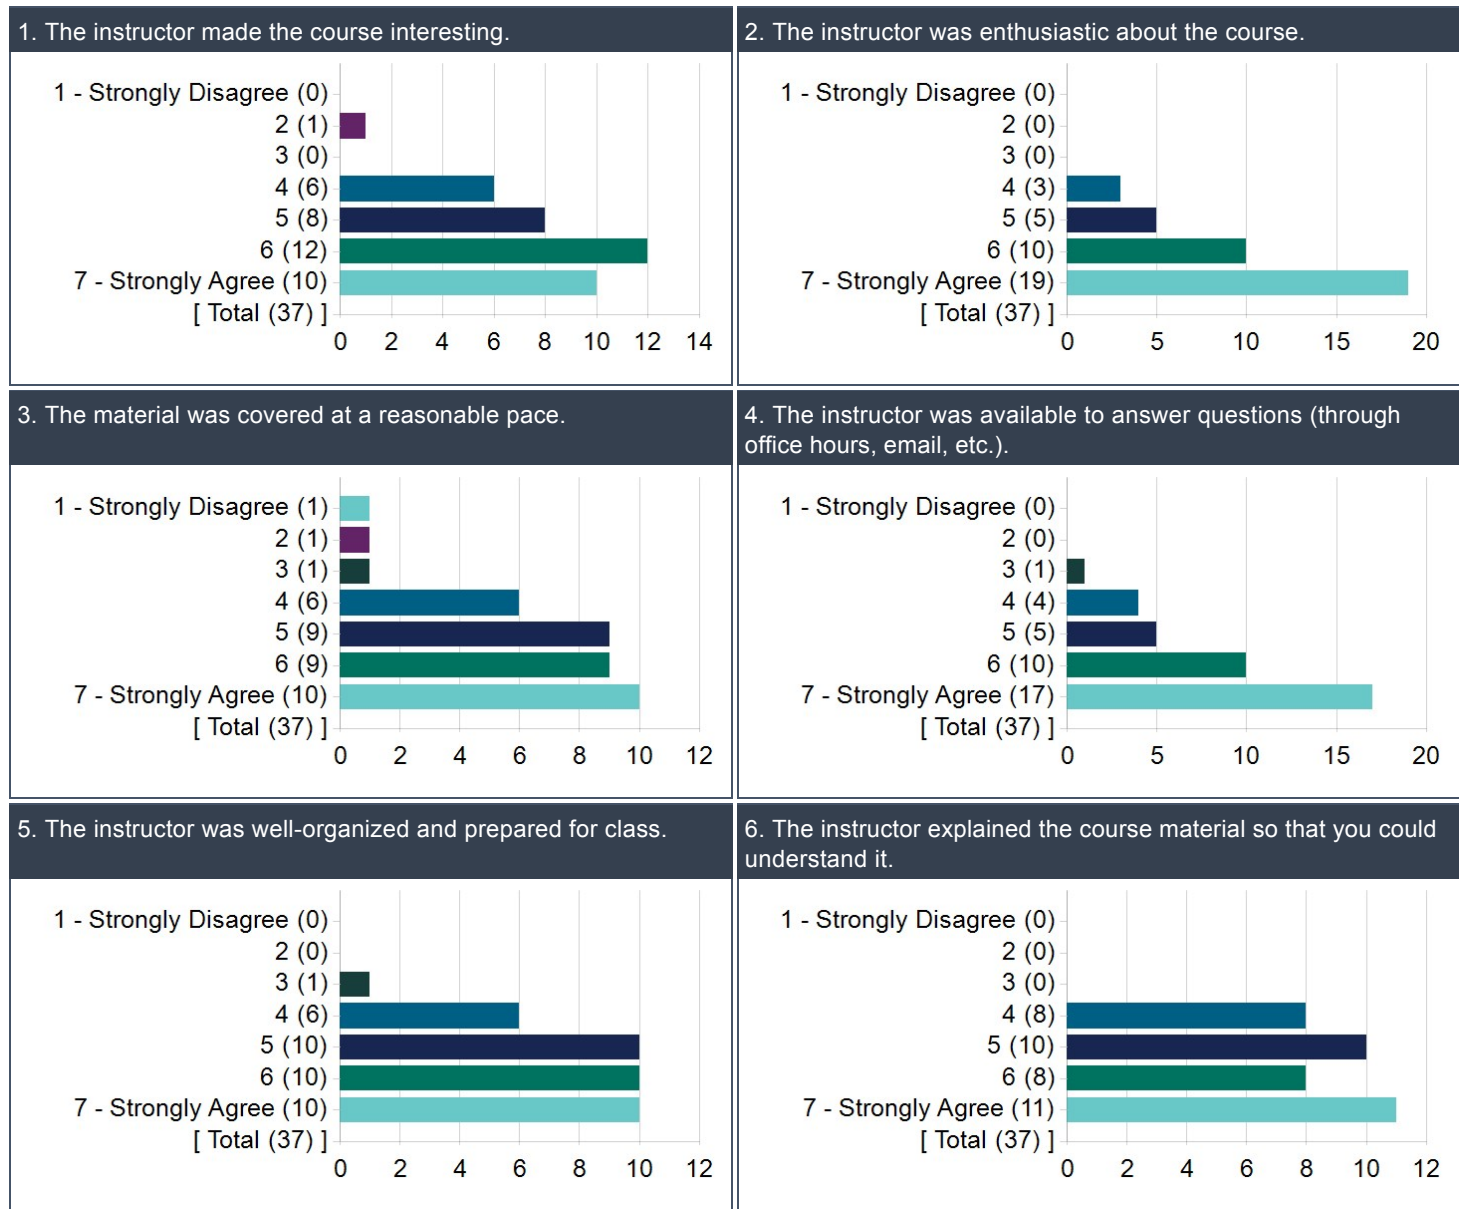 1. The instructor made the course interesting.
1 - Strongly Disagree (0)
2 (1)
3 (0)
4 (6)
5 (8)
6 (12)
7 - Strongly Agree (10)
[ Total (37) ]
0 2 4 6 8 10 12 14
2. The instructor was enthusiastic about the course.
1 - Strongly Disagree (0)
2 (0)
3 (0)
4 (3)
5 (5)
6 (10)
7 - Strongly Agree (19)
[ Total (37) ]
0 5 10 15 20
3. The material was covered at a reasonable pace.
1 - Strongly Disagree (1)
2 (1)
3 (1)
4 (6)
5 (9)
6 (9)
7 - Strongly Agree (10)
[ Total (37) ]
0 2 4 6 8 10 12
4. The instructor was available to answer questions (through
office hours, email, etc.).
1 - Strongly Disagree (0)
2 (0)
3 (1)
4 (4)
5 (5)
6 (10)
7 - Strongly Agree (17)
[ Total (37) ]
0 5 10 15 20
5. The instructor was well-organized and prepared for class.
1 - Strongly Disagree (0)
2 (0)
3 (1)
4 (6)
5 (10)
6 (10)
7 - Strongly Agree (10)
[ Total (37) ]
0 2 4 6 8 10 12
6. The instructor explained the course material so that you could
understand it.
1 - Strongly Disagree (0)
2 (0)
3 (0)
4 (8)
5 (10)
6 (8)
7 - Strongly Agree (11)
[ Total (37) ]
0 2 4 6 8 10 12